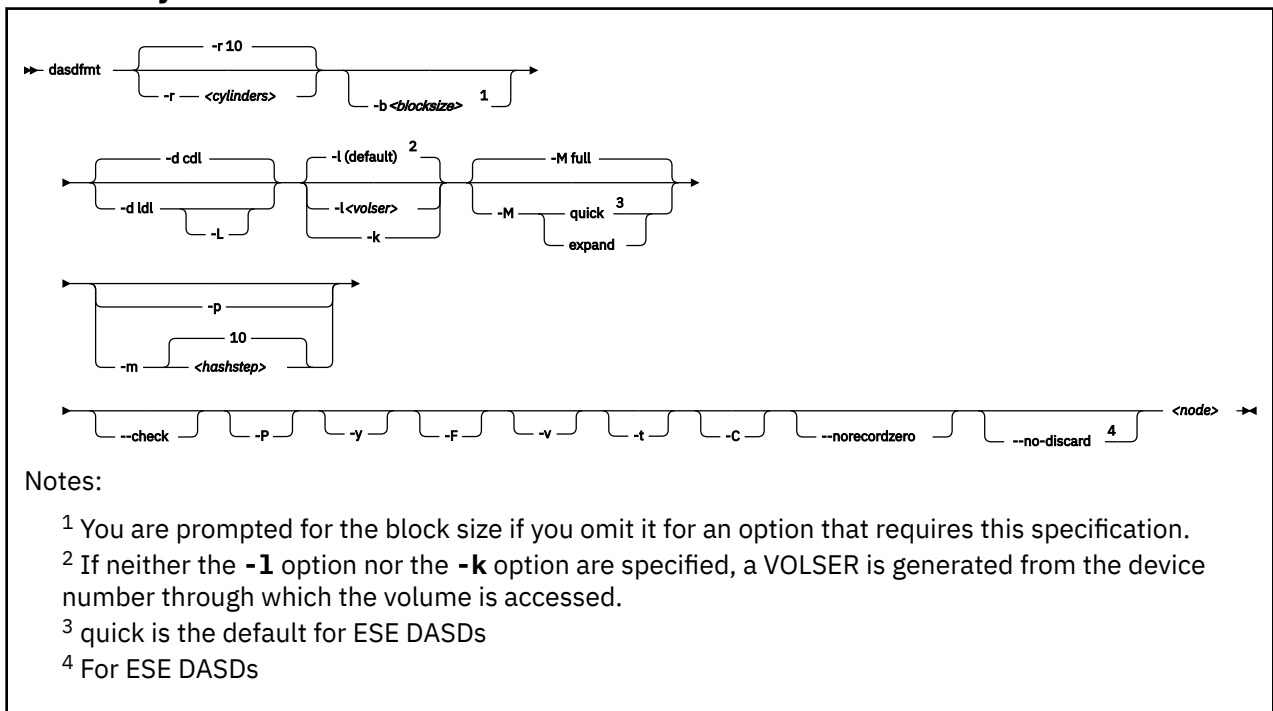 -r 10
dasdfmt
-r <cylinders>
-b <blocksize> 1
-d cdl
-l (default) 2
-M full
-d ldl
-L
-l<volser>
-k
-M
quick 3
expand
-p
10
-m
<hashstep>
<node>
--check
-P
-y
-F
-v
-t
-C
--norecordzero
--no-discard 4
Notes:
1 You are prompted for the block size if you omit it for an option that requires this specification.
2 If neither the -l option nor the -k option are specified, a VOLSER is generated from the device
number through which the volume is accessed.
3 quick is the default for ESE DASDs
4 For ESE DASDs